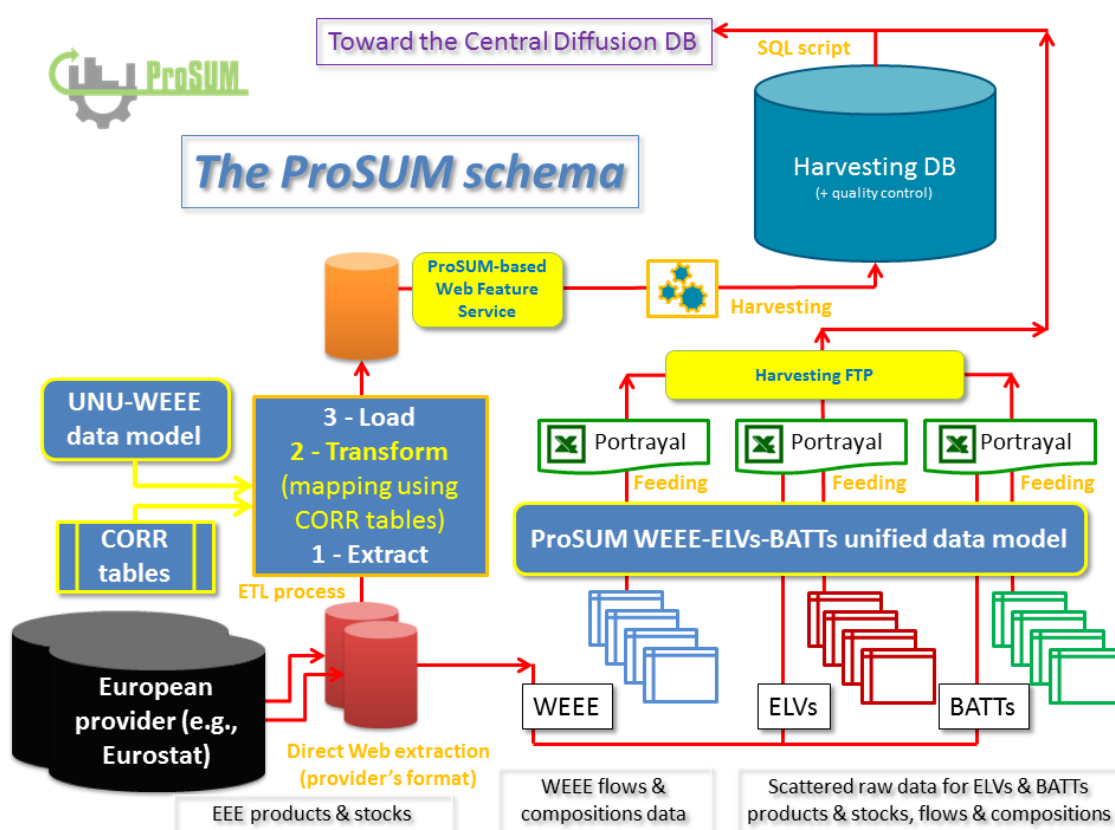 Toward the Central Diffusion DB
SQL script
ProSUM
The ProSUM schema
Harvesting DB
(+ quality control)
ProSUM-based
Web Feature
Service
Harvesting
Harvesting FTP
UNU-WEEE
data model
3 - Load
2 - Transform
(mapping using
CORR tables)
1 - Extract
Portrayal
Portrayal
Portrayal
Feeding
Feeding
Feeding
CORR
tables
ProSUM WEEE-ELVs-BATTs unified data model
ETL process
European
provider (e.g.,
Eurostat)
WEEE
ELVs
BATTs
Direct Web extraction
(provider's format)
EEE products & stocks
WEEE flows &
compositions data
Scattered raw data for ELVs & BATTs
products & stocks, flows & compositions